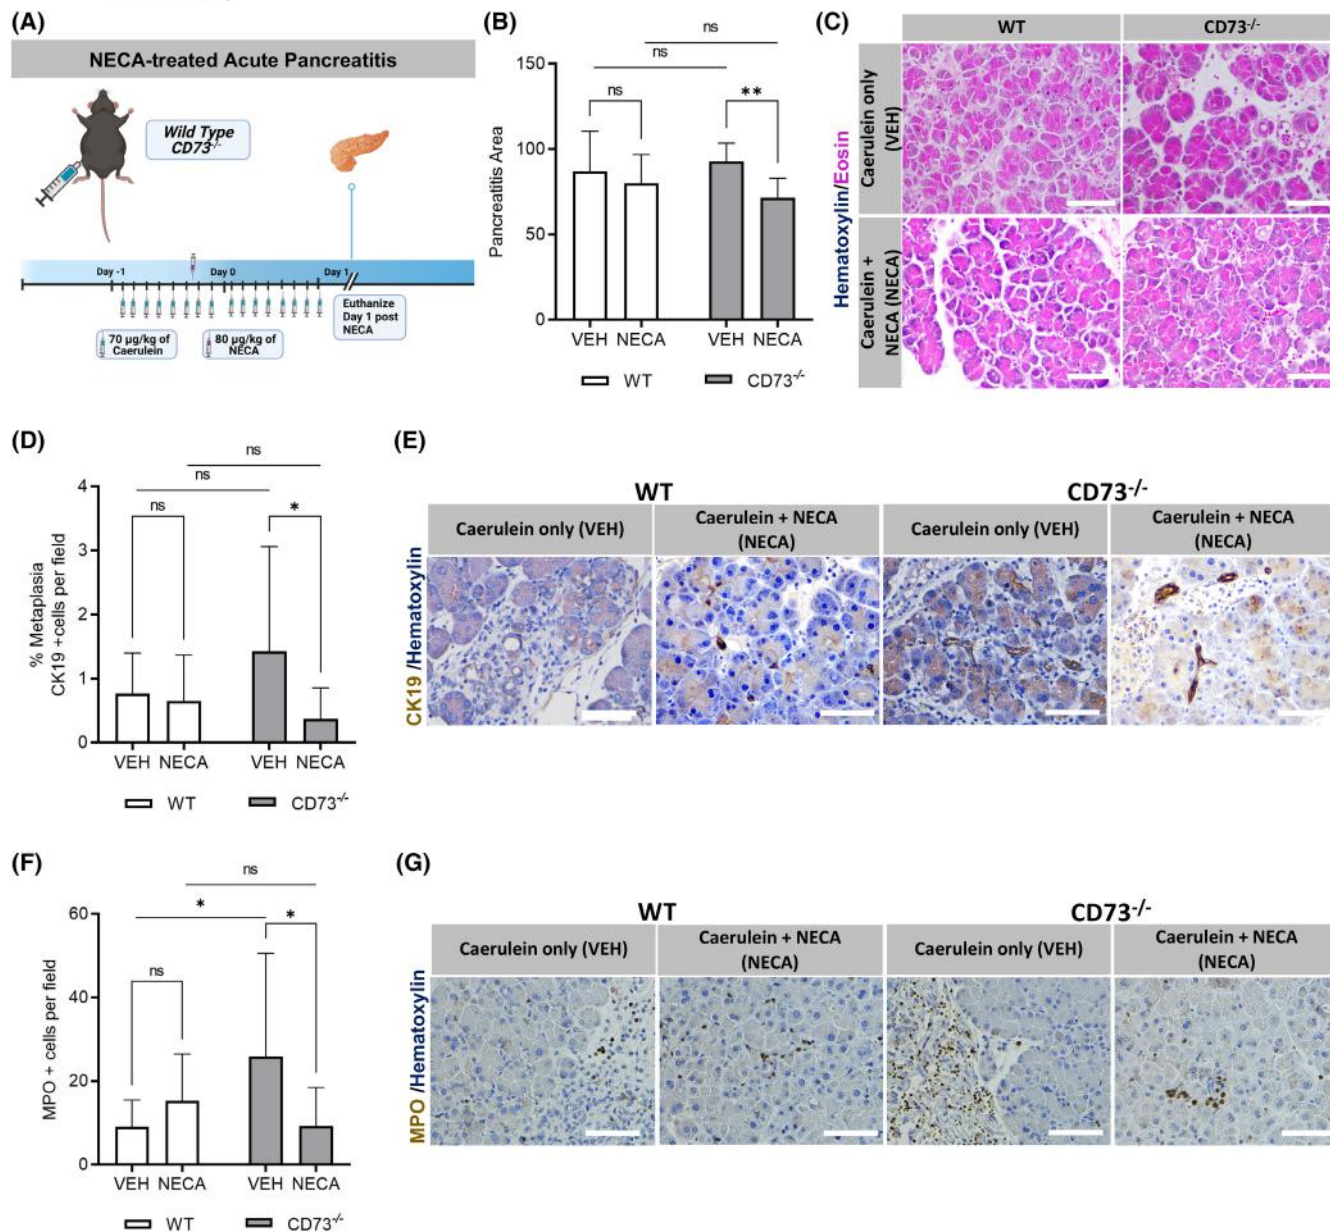 (A)
NECA-treated Acute Pancreatitis
Wild Type
CD73-/-
Day -1
Day 0
Day 1
70 µg/kg of
Caerulein
80 µg/kg of
NECA
Euthanize
Day 1 post
NECA
(B)
ns
ns
ns
**
Pancreatitis Area
150
100
50
0
VEH NECA VEH NECA
WT CD73-/-
(C)
WT CD73-/-
Hematoxylin/Eosin
Caerulein only
(VEH)
Caerulein +
NECA (NECA)
(D)
ns
ns
ns
*
% Metaplasia
CK19 +cells per field
4
3
2
1
0
VEH NECA VEH NECA
WT CD73-/-
(E)
WT CD73-/-
Caerulein only (VEH)
Caerulein + NECA
(NECA)
Caerulein only (VEH)
Caerulein + NECA
(NECA)
CK19 /Hematoxylin
(F)
ns
*
*
ns
MPO + cells per field
60
40
20
0
VEH NECA VEH NECA
WT CD73-/-
(G)
WT CD73-/-
Caerulein only (VEH)
Caerulein + NECA
(NECA)
Caerulein only (VEH)
Caerulein + NECA
(NECA)
MPO /Hematoxylin